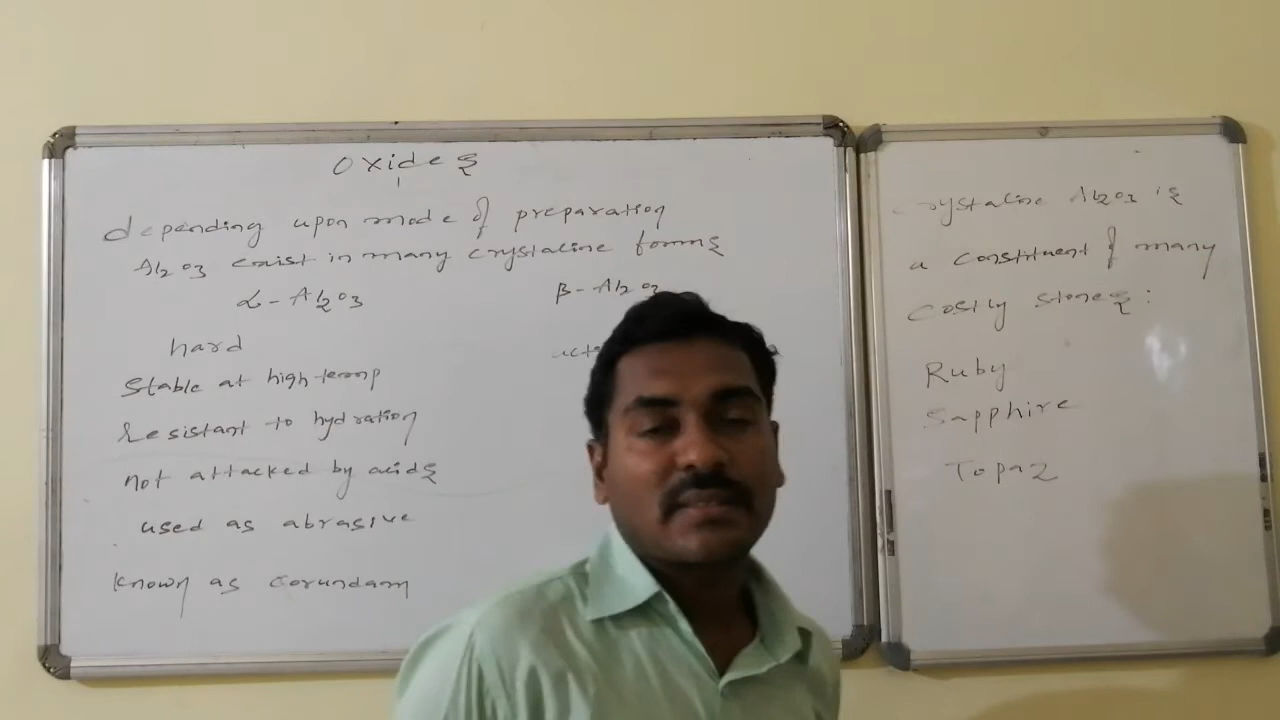 oxides
depending upon mode of preparation
Al2O3 exist in many crystaline forms
α-Al2O3
β-Al2O3
hard
Stable at high temp
resistant to hydration
not attacked by acids
used as abrasive
known as corundam
crystaline Al2O3 is
a constituent of many
costly stones:
Ruby
Sapphire
Topaz